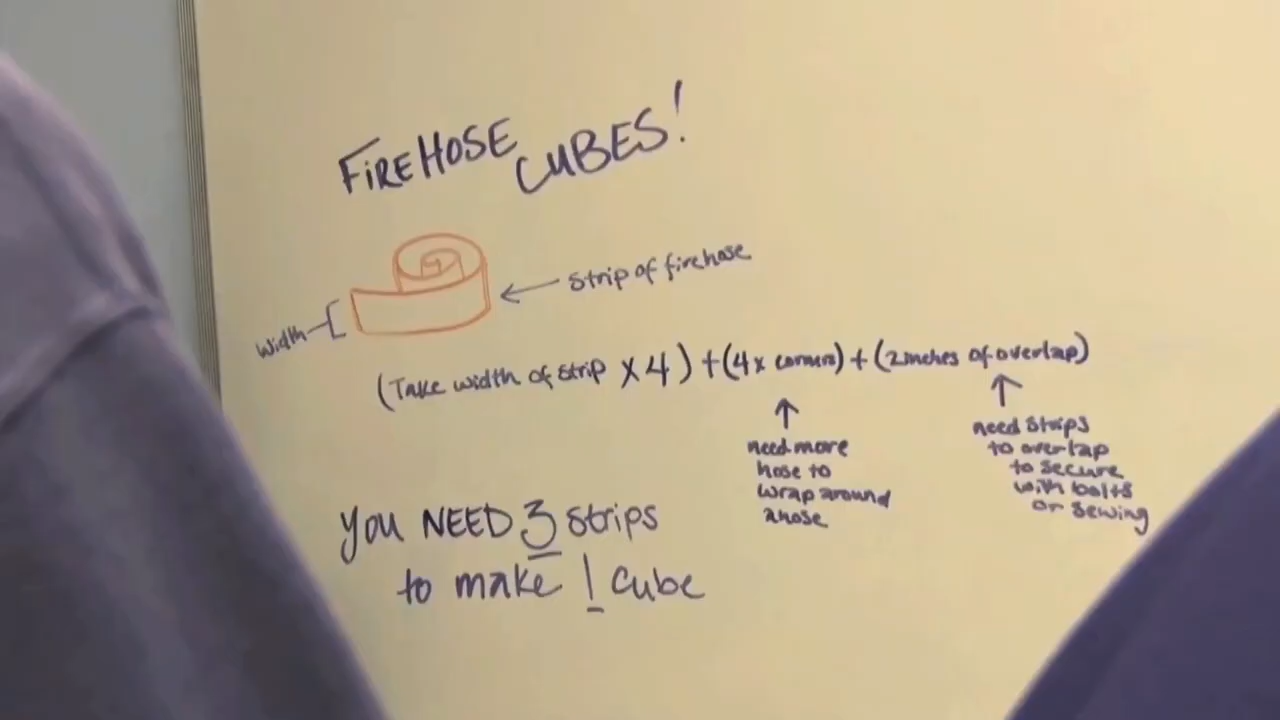 FIREHOSE CUBES!
Strip of firehose
width
(Take width of strip x 4) + (4 x corners) + (2 inches of overlap)
need more
hose to
wrap around
a hose
need strips
to overlap
to secure
with bolts
or sewing
YOU NEED 3 strips
to make 1 cube